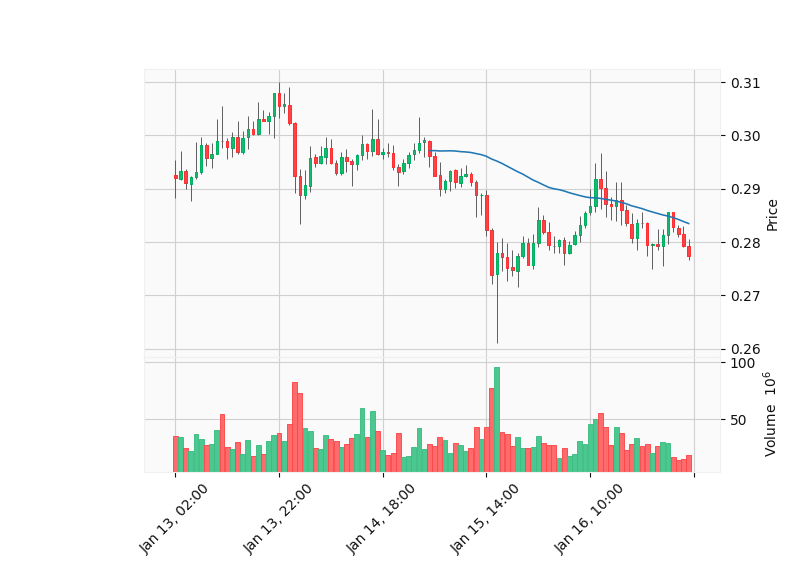 0.31
0.30
0.29
0.28
0.27
0.26
Price
100
50
Volume 10^6
Jan 13, 02:00
Jan 13, 22:00
Jan 14, 18:00
Jan 15, 14:00
Jan 16, 10:00